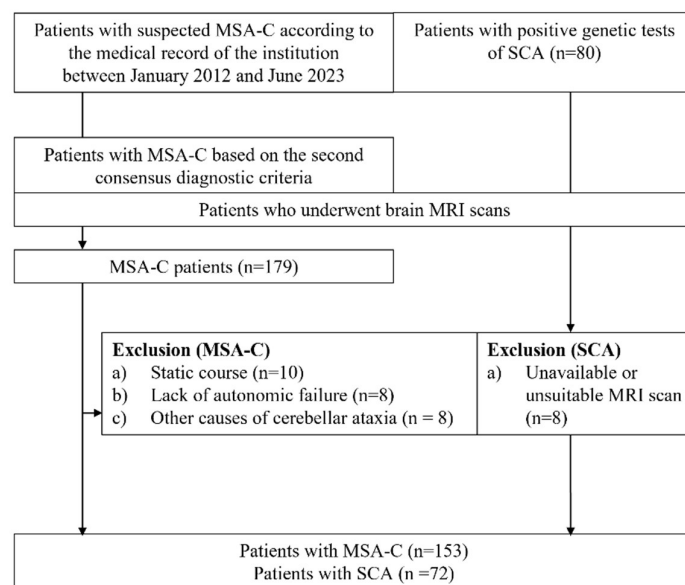 Patients with suspected MSA-C according to
the medical record of the institution
between January 2012 and June 2023
Patients with positive genetic tests
of SCA (n=80)
Patients with MSA-C based on the second
consensus diagnostic criteria
Patients who underwent brain MRI scans
MSA-C patients (n=179)
Exclusion (MSA-C)
a) Static course (n=10)
b) Lack of autonomic failure (n=8)
c) Other causes of cerebellar ataxia (n = 8)
Exclusion (SCA)
a) Unavailable or
unsuitable MRI scan
(n=8)
Patients with MSA-C (n=153)
Patients with SCA (n =72)